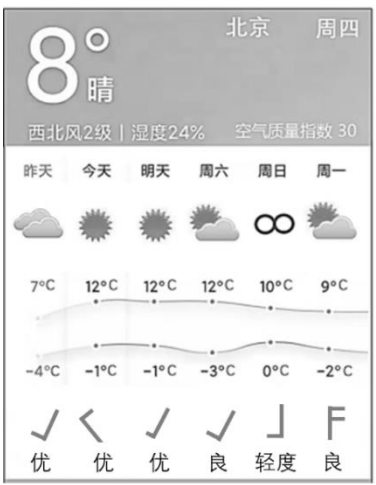 北京 周四
8°
晴
西北风2级 | 湿度24% 空气质量指数 30
昨天 今天 明天 周六 周日 周一
7°C 12°C 12°C 12°C 10°C 9°C
-4°C -1°C -1°C -3°C 0°C -2°C
优 优 优 良 轻度 良